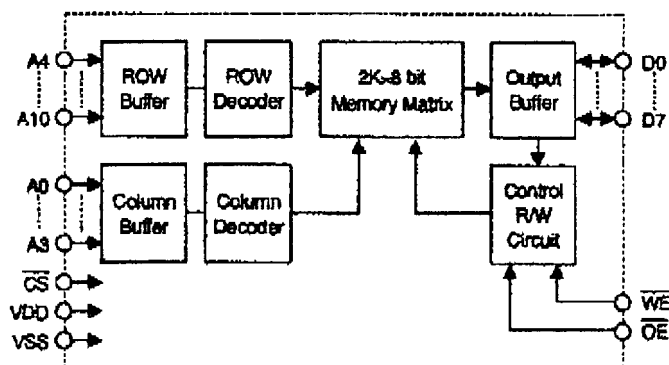 A4
A10
A0
A3
CS
VDD
VSS
ROW
Buffer
ROW
Decoder
Column
Buffer
Column
Decoder
2K×8 bit
Memory Matrix
Output
Buffer
Control
R/W
Circuit
D0
D7
WE
OE